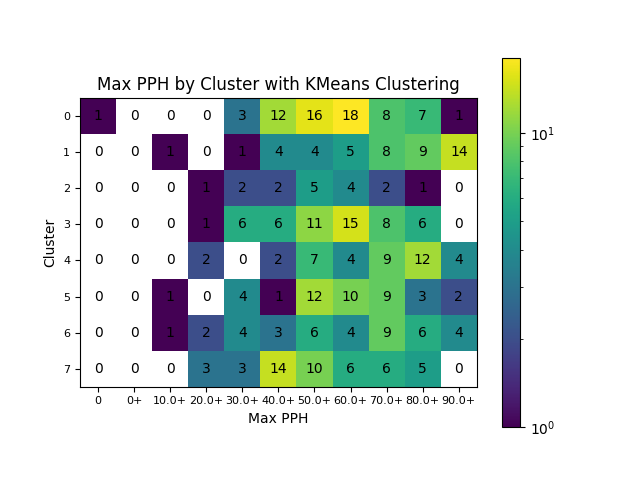 Max PPH by Cluster with KMeans Clustering
0 1 0 0 0 3 12 16 18 8 7 1
1 0 0 1 0 1 4 4 5 8 9 14
2 0 0 0 1 2 2 5 4 2 1 0
3 0 0 0 1 6 6 11 15 8 6 0
4 0 0 0 2 0 2 7 4 9 12 4
5 0 0 1 0 4 1 12 10 9 3 2
6 0 0 1 2 4 3 6 4 9 6 4
7 0 0 0 3 3 14 10 6 6 5 0
0 0+ 10.0+ 20.0+ 30.0+ 40.0+ 50.0+ 60.0+ 70.0+ 80.0+ 90.0+
Max PPH
Cluster
10¹
10⁰